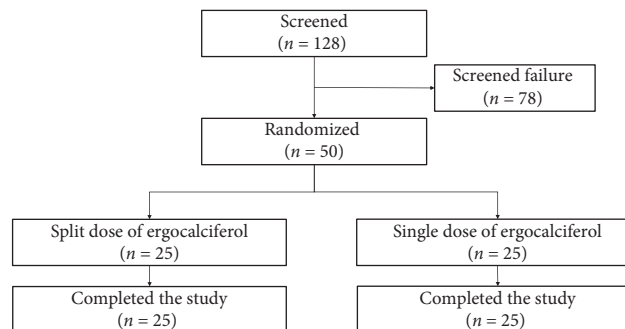 Screened
(n = 128)
Screened failure
(n = 78)
Randomized
(n = 50)
Split dose of ergocalciferol
(n = 25)
Single dose of ergocalciferol
(n = 25)
Completed the study
(n = 25)
Completed the study
(n = 25)